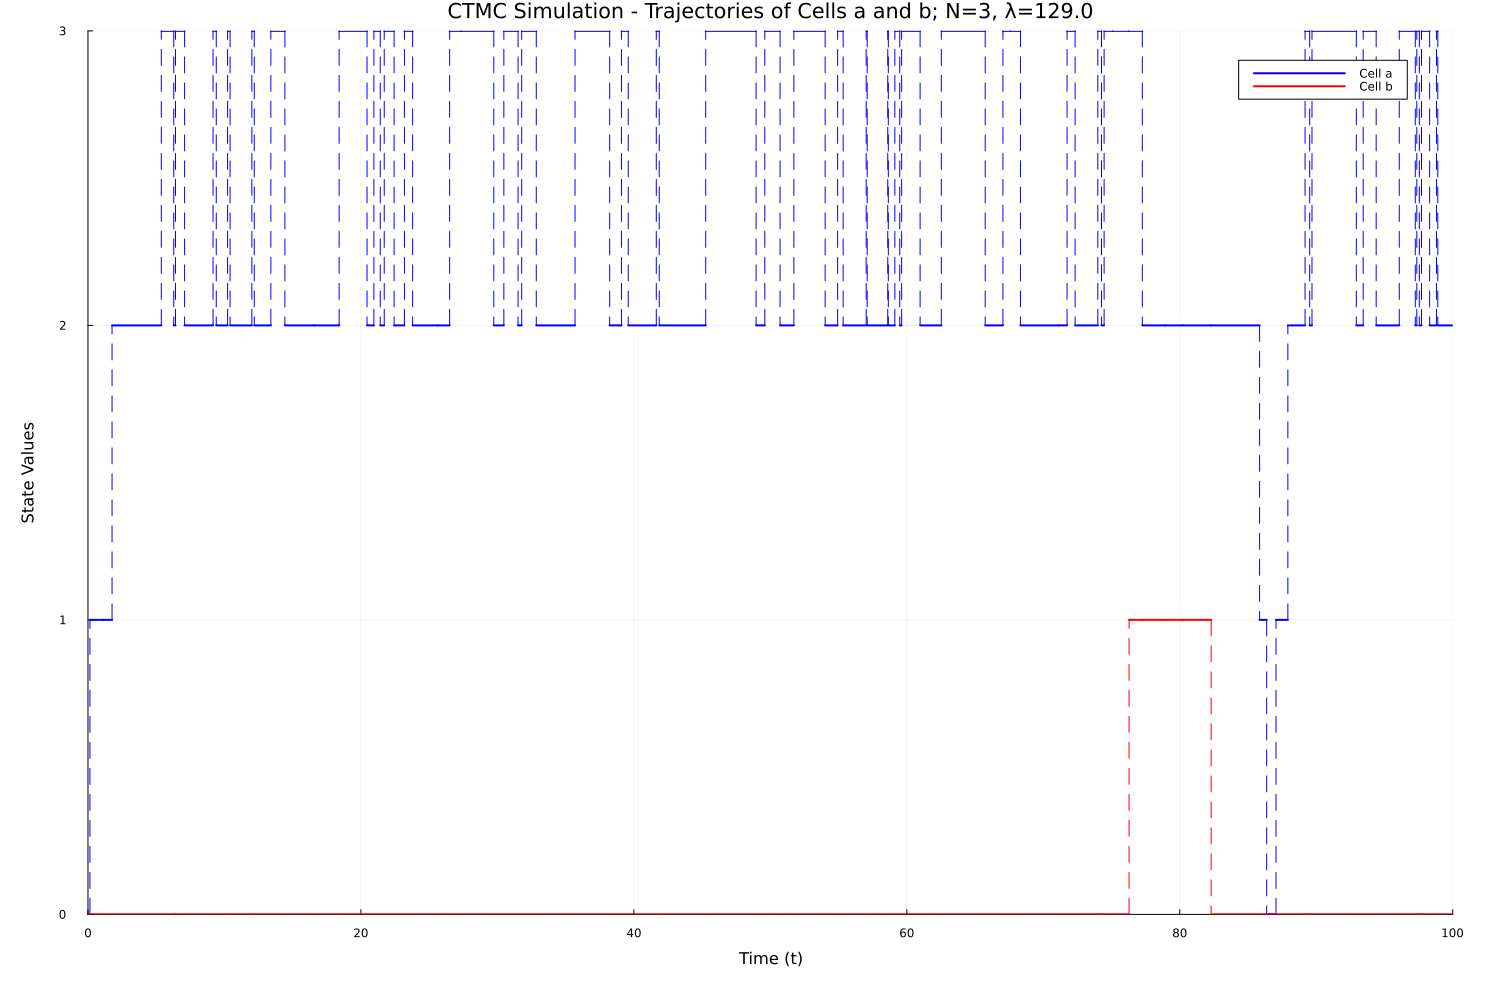 CTMC Simulation - Trajectories of Cells a and b; N=3, λ=129.0
3
Cell a
Cell b
2
State Values
1
0
0 20 40 60 80 100
Time (t)